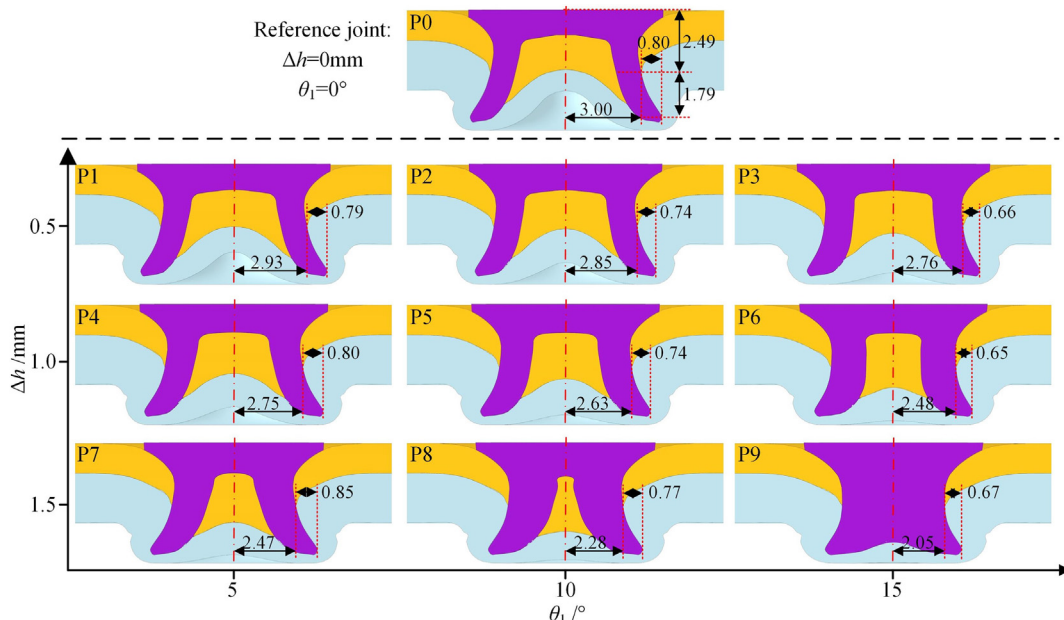 Reference joint:
Δh=0mm
θ₁=0°
P0
0.80
2.49
1.79
3.00
P1
0.79
2.93
P2
0.74
2.85
P3
0.66
2.76
0.5
P4
0.80
2.75
P5
0.74
2.63
P6
0.65
2.48
1.0
Δh /mm
P7
0.85
2.47
P8
0.77
2.28
P9
0.67
2.05
1.5
5
10
15
θ₁ /°